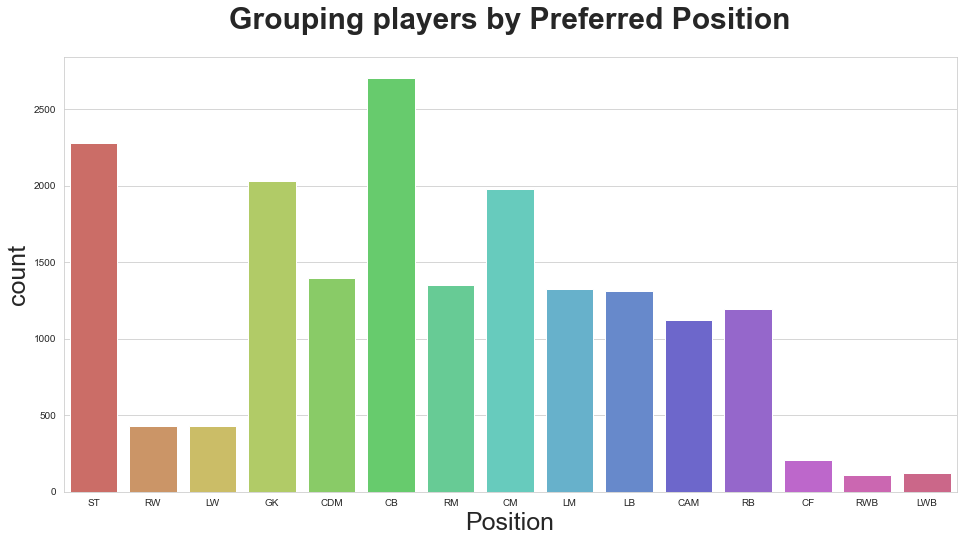 Grouping players by Preferred Position
count
2500
2000
1500
1000
500
0
ST RW LW GK CDM CB RM CM LM LB CAM RB CF RWB LWB
Position